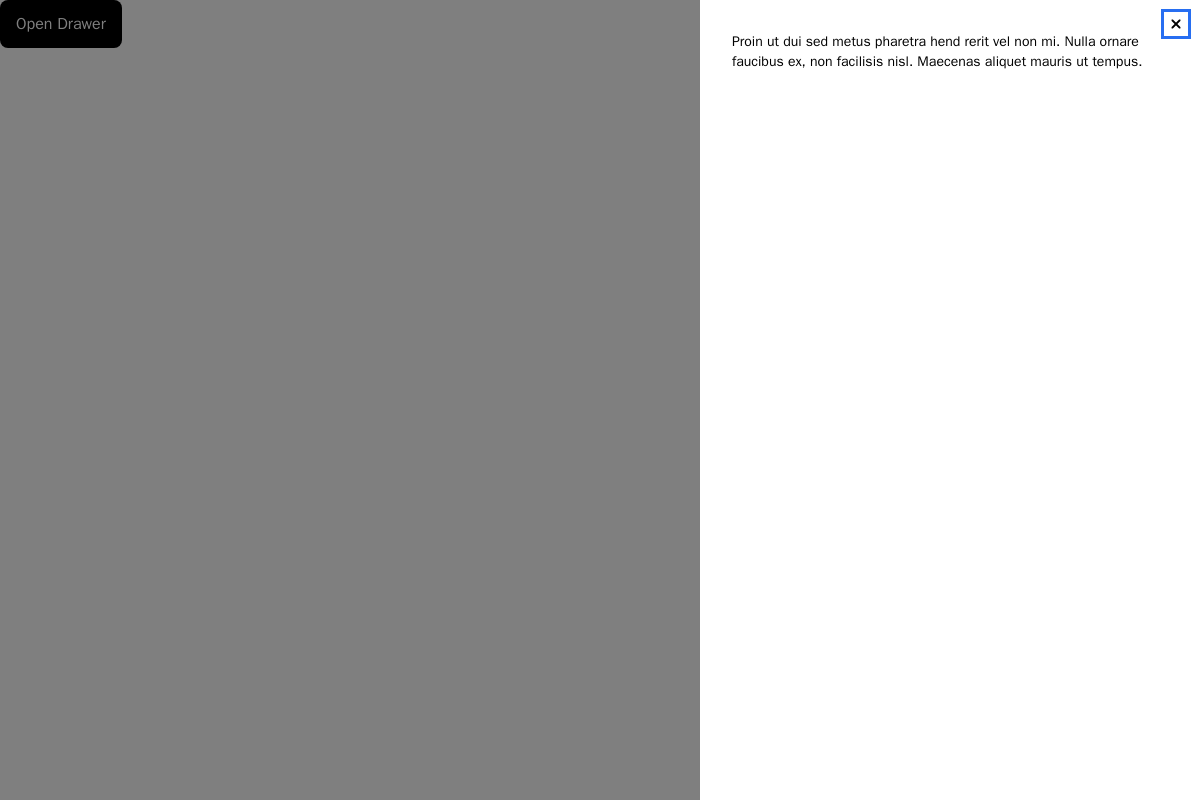 Open Drawer
Proin ut dui sed metus pharetra hend rerit vel non mi. Nulla ornare
faucibus ex, non facilisis nisl. Maecenas aliquet mauris ut tempus.